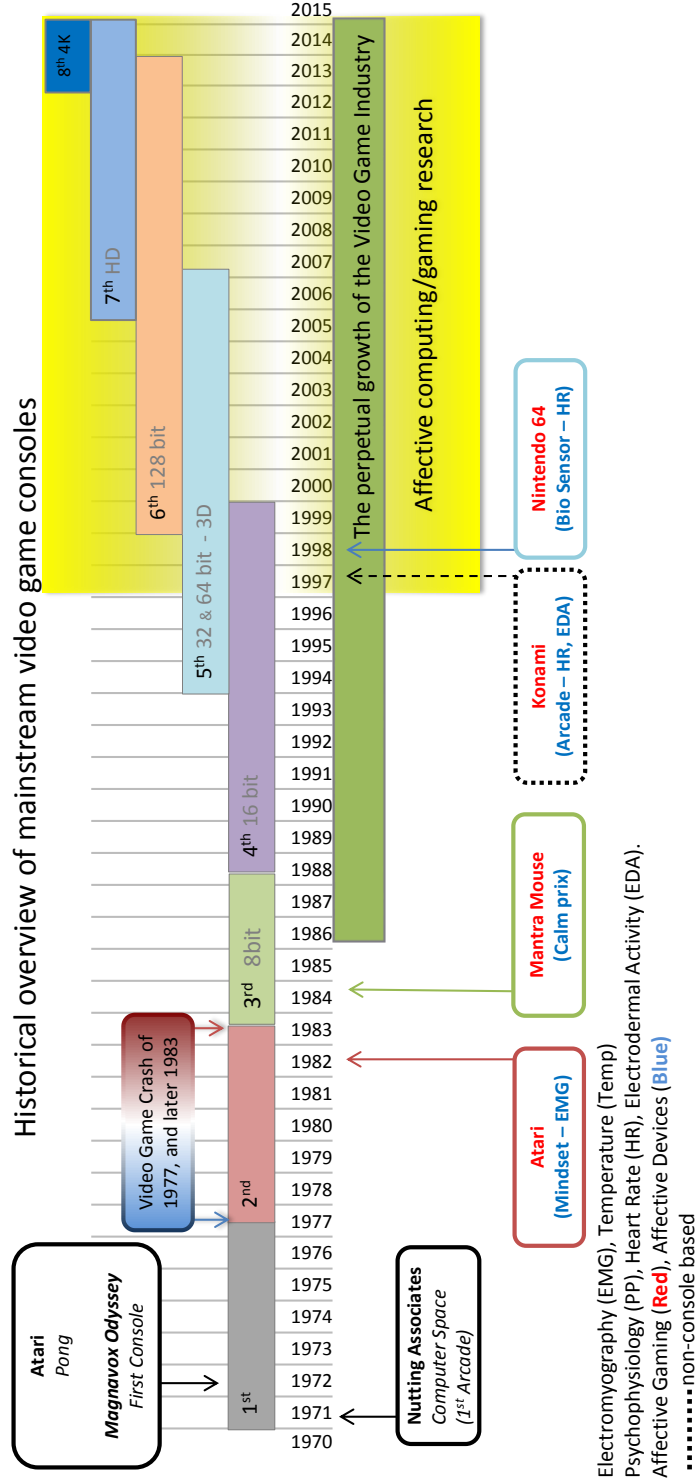 Historical overview of mainstream video game consoles
Atari
Pong
Magnavox Odyssey
First Console
Video Game Crash of
1977, and later 1983
8th 4K
7th HD
6th 128 bit
5th 32 & 64 bit - 3D
1st
2nd
3rd 8bit
4th 16 bit
1970 1971 1972 1973 1974 1975 1976 1977 1978 1979 1980 1981 1982 1983 1984 1985 1986 1987 1988 1989 1990 1991 1992 1993 1994 1995 1996 1997 1998 1999 2000 2001 2002 2003 2004 2005 2006 2007 2008 2009 2010 2011 2012 2013 2014 2015
The perpetual growth of the Video Game Industry
Affective computing/gaming research
Nutting Associates
Computer Space
(1st Arcade)
Atari
(Mindset – EMG)
Mantra Mouse
(Calm prix)
Konami
(Arcade – HR, EDA)
Nintendo 64
(Bio Sensor – HR)
Electromyography (EMG), Temperature (Temp)
Psychophysiology (PP), Heart Rate (HR), Electrodermal Activity (EDA).
Affective Gaming (Red), Affective Devices (Blue)
non-console based